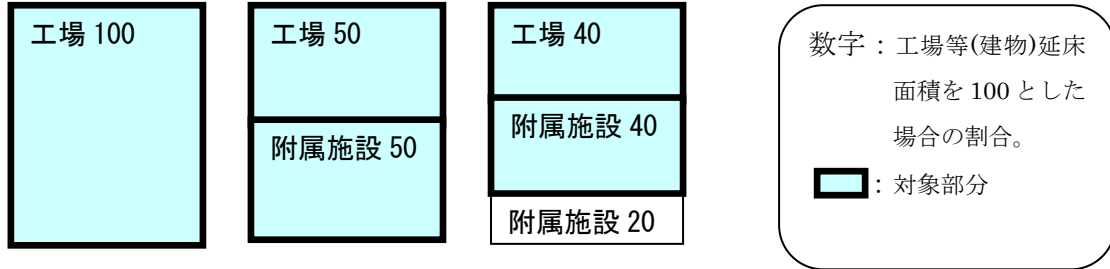 工場 100
附属施設 50
工場 50
附属施設 40
工場 40
附属施設 20
数字：工場等(建物)延床
面積を 100 とした
場合の割合。
：対象部分